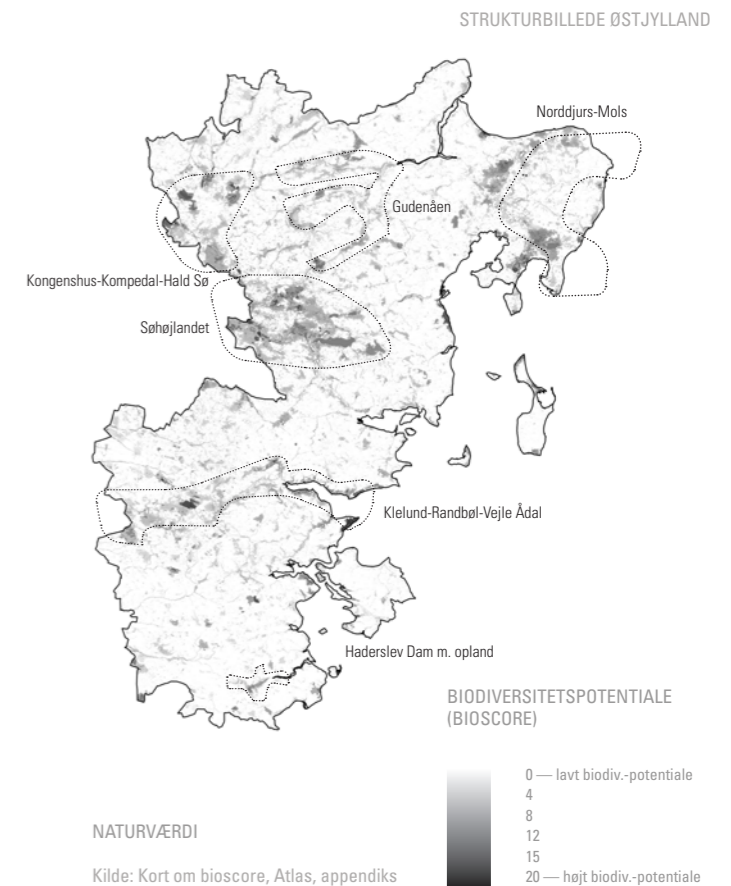 STRUKTURBILLEDE ØSTJYLLAND
Norddjurs-Mols
Gudenåen
Kongenshus-Kompedal-Hald Sø
Søhøjlandet
Klelund-Randbøl-Vejle Ådal
Haderslev Dam m. opland
BIODIVERSITETSPOTENTIALE
(BIOSCORE)
0 — lavt biodiv.-potentiale
4
8
12
15
20 — højt biodiv.-potentiale
NATURVÆRDI
Kilde: Kort om bioscore, Atlas, appendiks